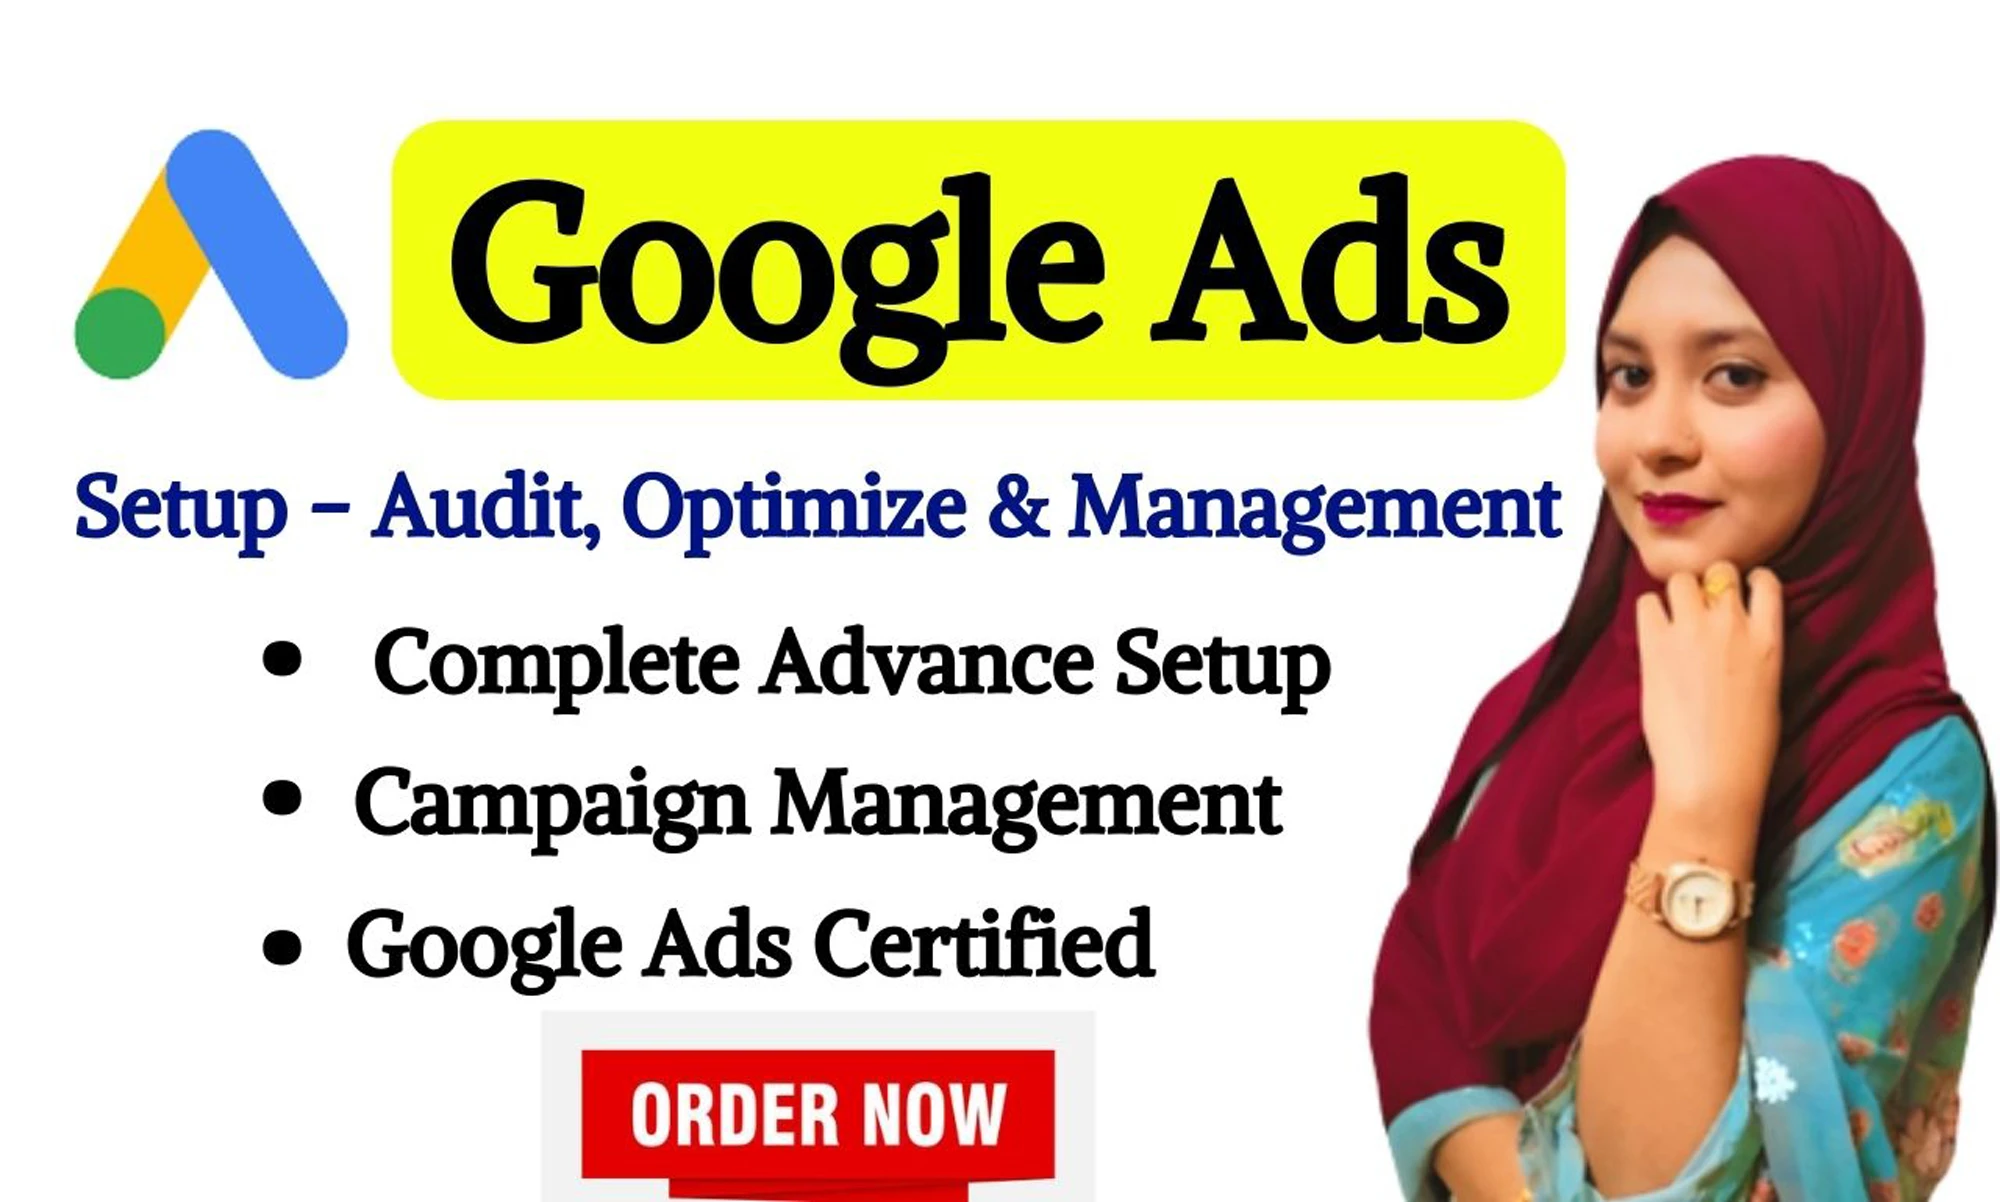 Google Ads
Setup - Audit, Optimize & Management
• Complete Advance Setup
• Campaign Management
• Google Ads Certified
ORDER NOW